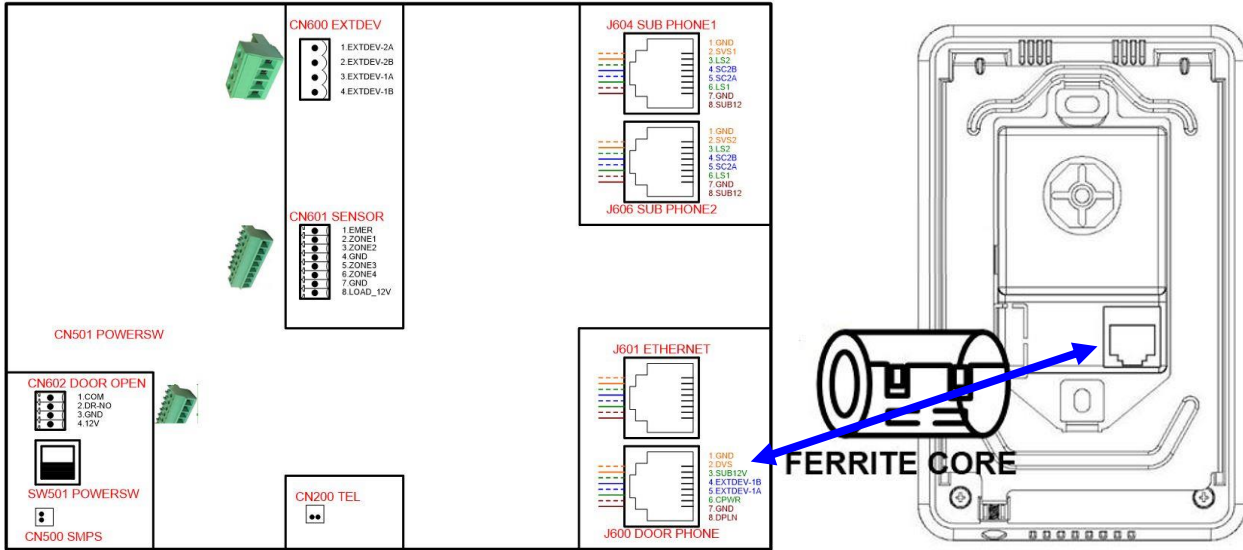 CN600 EXTDEV
1.EXTDEV-2A
2.EXTDEV-2B
3.EXTDEV-1A
4.EXTDEV-1B
CN601 SENSOR
1.EMER
2.ZONE1
3.ZONE2
4.GND
5.ZONE3
6.ZONE4
7.GND
8.LOAD_12V
CN501 POWERSW
CN602 DOOR OPEN
1.COM
2.DR-NO
3.GND
4.12V
SW501 POWERSW
CN500 SMPS
CN200 TEL
J604 SUB PHONE1
1.GND
2.SVS1
3.LS2
4.SC2B
5.SC2A
6.LS1
7.GND
8.SUB12
1.GND
2.SVS2
3.LS2
4.SC2B
5.SC2A
6.LS1
7.GND
8.SUB12
J606 SUB PHONE2
J601 ETHERNET
1.GND
2.DVS
3.SUB12V
4.EXTDEV-1B
5.EXTDEV-1A
6.CPWR
7.GND
8.DPLN
J600 DOOR PHONE
FERRITE CORE